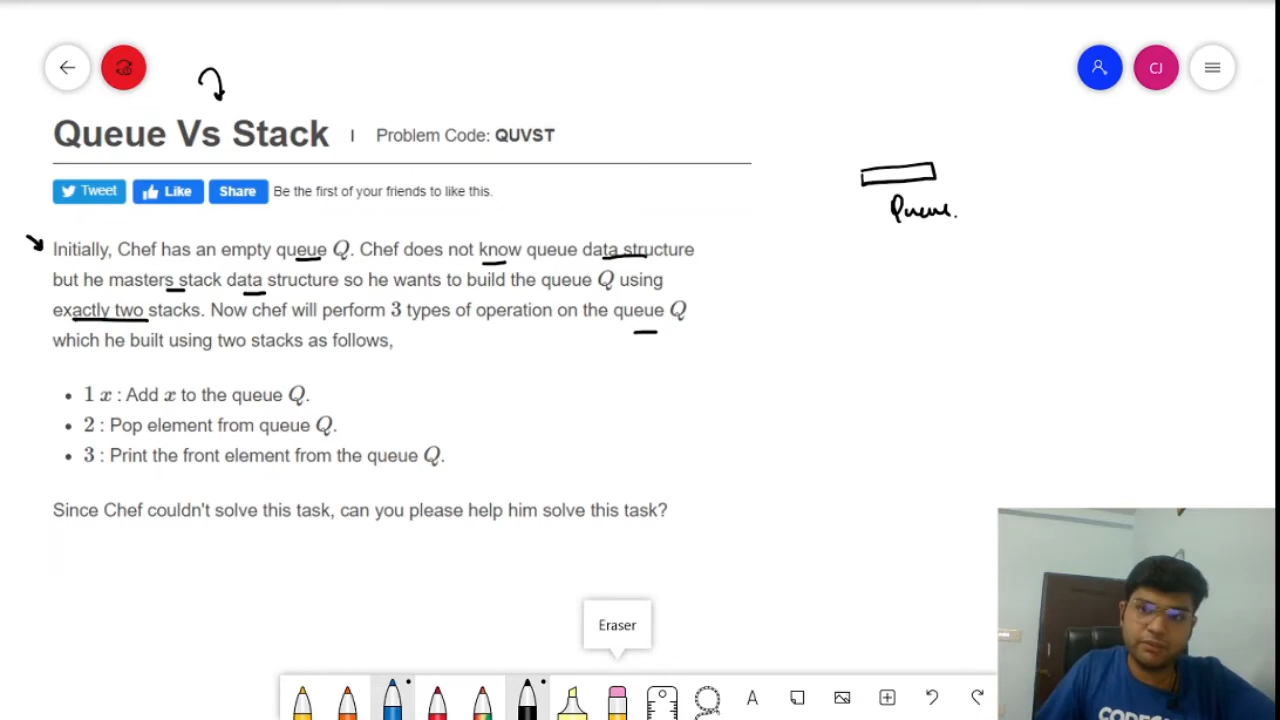 CJ
Queue Vs Stack
Problem Code: QUVST
Tweet Like Share Be the first of your friends to like this.
Queue.
Initially, Chef has an empty queue Q. Chef does not know queue data structure
but he masters stack data structure so he wants to build the queue Q using
exactly two stacks. Now chef will perform 3 types of operation on the queue Q
which he built using two stacks as follows,
• 1 x : Add x to the queue Q.
• 2 : Pop element from queue Q.
• 3 : Print the front element from the queue Q.
Since Chef couldn't solve this task, can you please help him solve this task?
Eraser
A